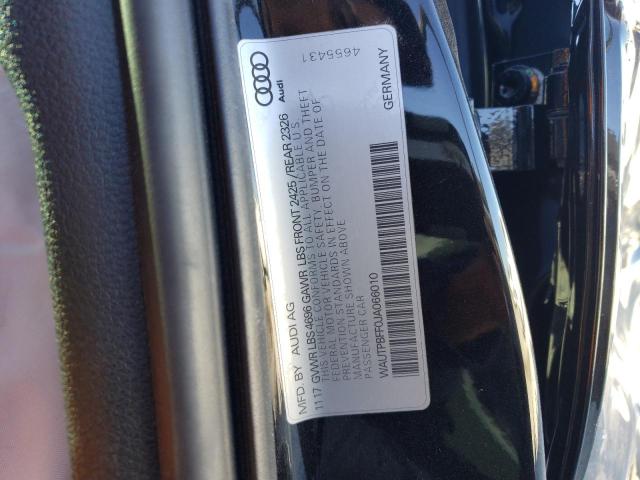 MFD. BY AUDI AG
11 17 GVWR LBS 4696 GAWR LBS FRONT 2425 / REAR 2326
THIS VEHICLE CONFORMS TO ALL APPLICABLE U.S.
FEDERAL MOTOR VEHICLE SAFETY, BUMPER AND THEFT
PREVENTION STANDARDS IN EFFECT ON THE DATE OF
MANUFACTURE SHOWN ABOVE
PASSENGER CAR
WAUTPBFF0JA066010
GERMANY
Audi
4655431